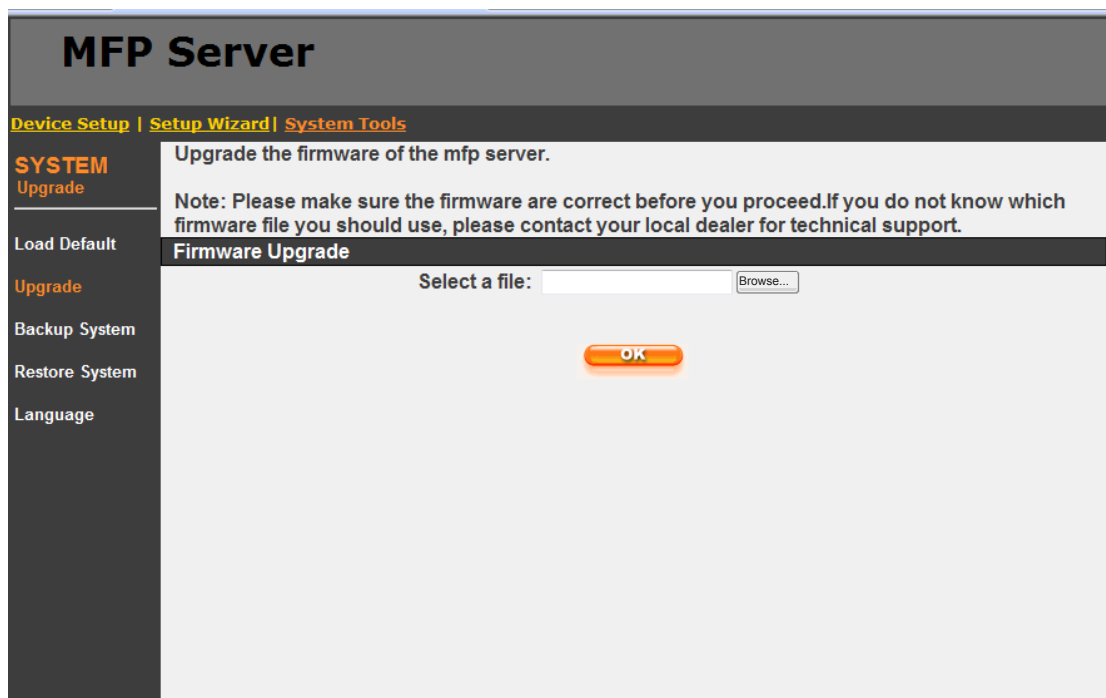 MFP Server
Device Setup | Setup Wizard| System Tools
SYSTEM
Upgrade
Load Default
Upgrade
Backup System
Restore System
Language
Upgrade the firmware of the mfp server.
Note: Please make sure the firmware are correct before you proceed.If you do not know which
firmware file you should use, please contact your local dealer for technical support.
Firmware Upgrade
Select a file: Browse...
OK